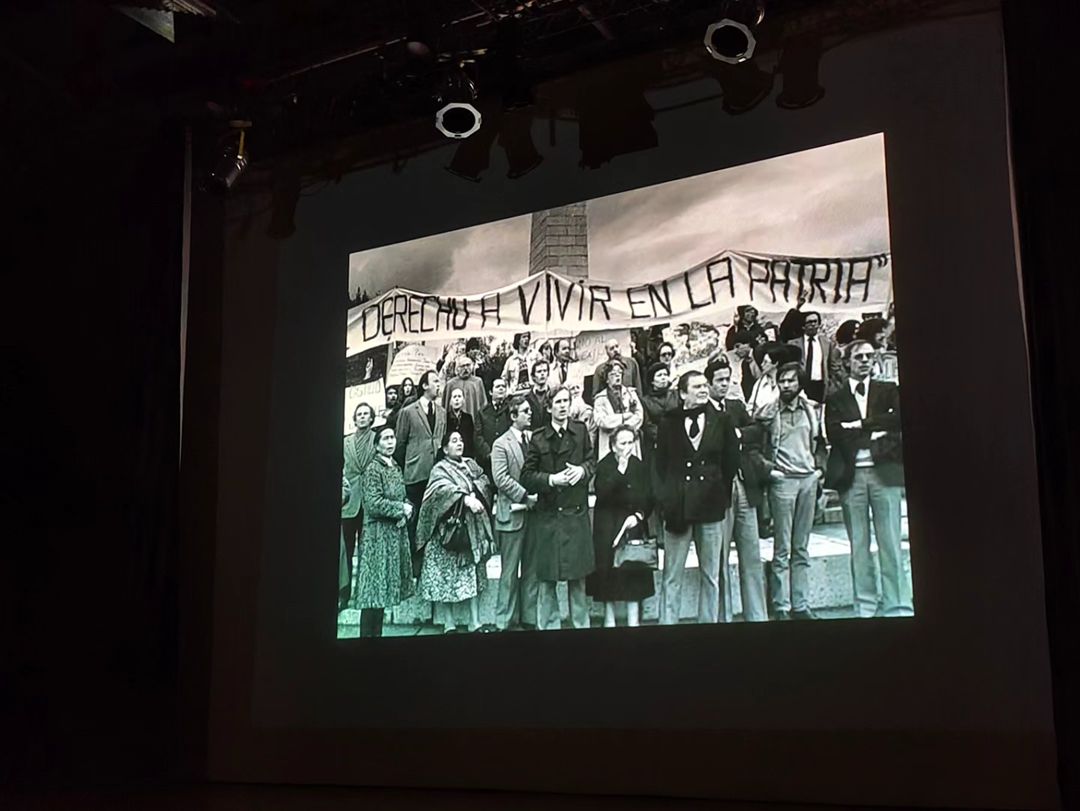 DERECHO A VIVIR EN LA PATRIA"